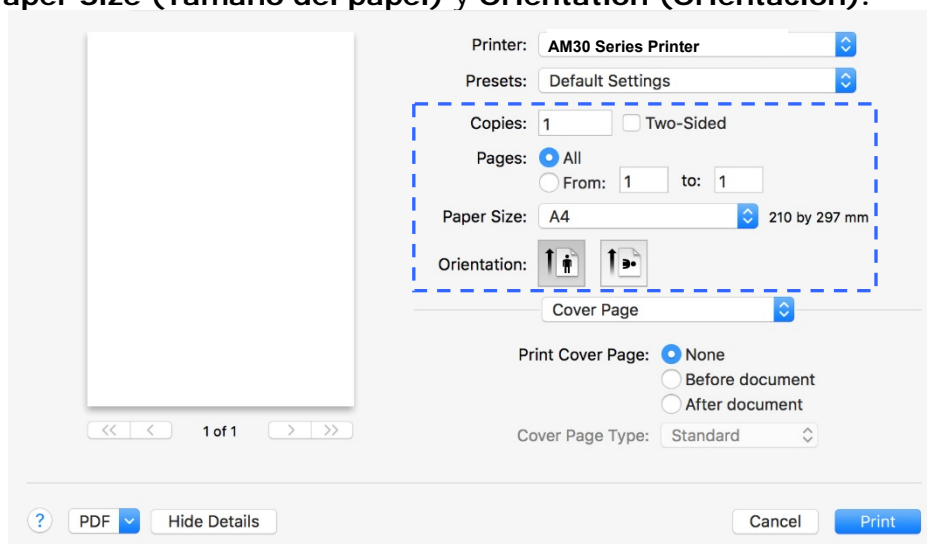 aper Size (Tamaño del papel) y Orientation (Orientación).
Printer: AM30 Series Printer
Presets: Default Settings
Copies: 1 Two-Sided
Pages: All
From: 1 to: 1
Paper Size: A4 210 by 297 mm
Orientation:
Cover Page
Print Cover Page: None
Before document
After document
<< < 1 of 1 > >>
Cover Page Type: Standard
? PDF Hide Details Cancel Print